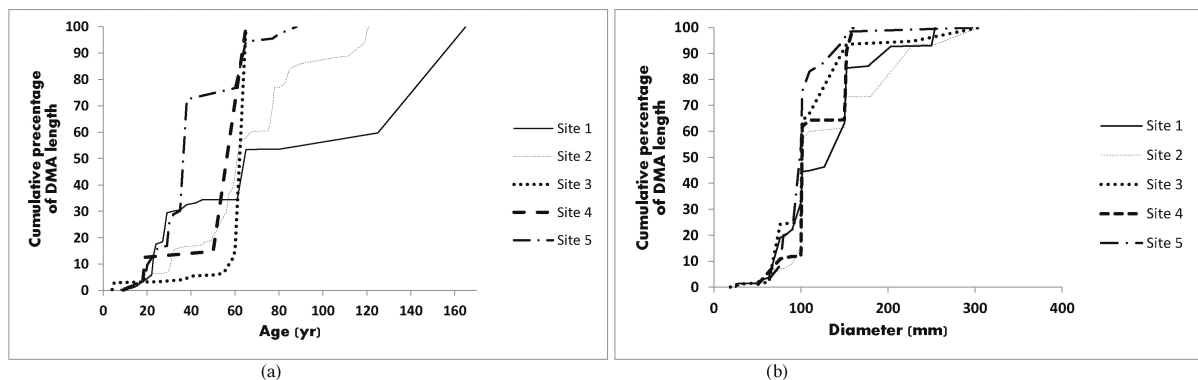 100
90
80
70
60
50
40
30
20
10
0
Cumulative precentage
of DMA length
0 20 40 60 80 100 120 140 160
Age (yr)
Site 1
Site 2
Site 3
Site 4
Site 5
(a)
100
90
80
70
60
50
40
30
20
10
0
Cumulative percentage
of DMA length
0 100 200 300 400
Diameter (mm)
Site 1
Site 2
Site 3
Site 4
Site 5
(b)